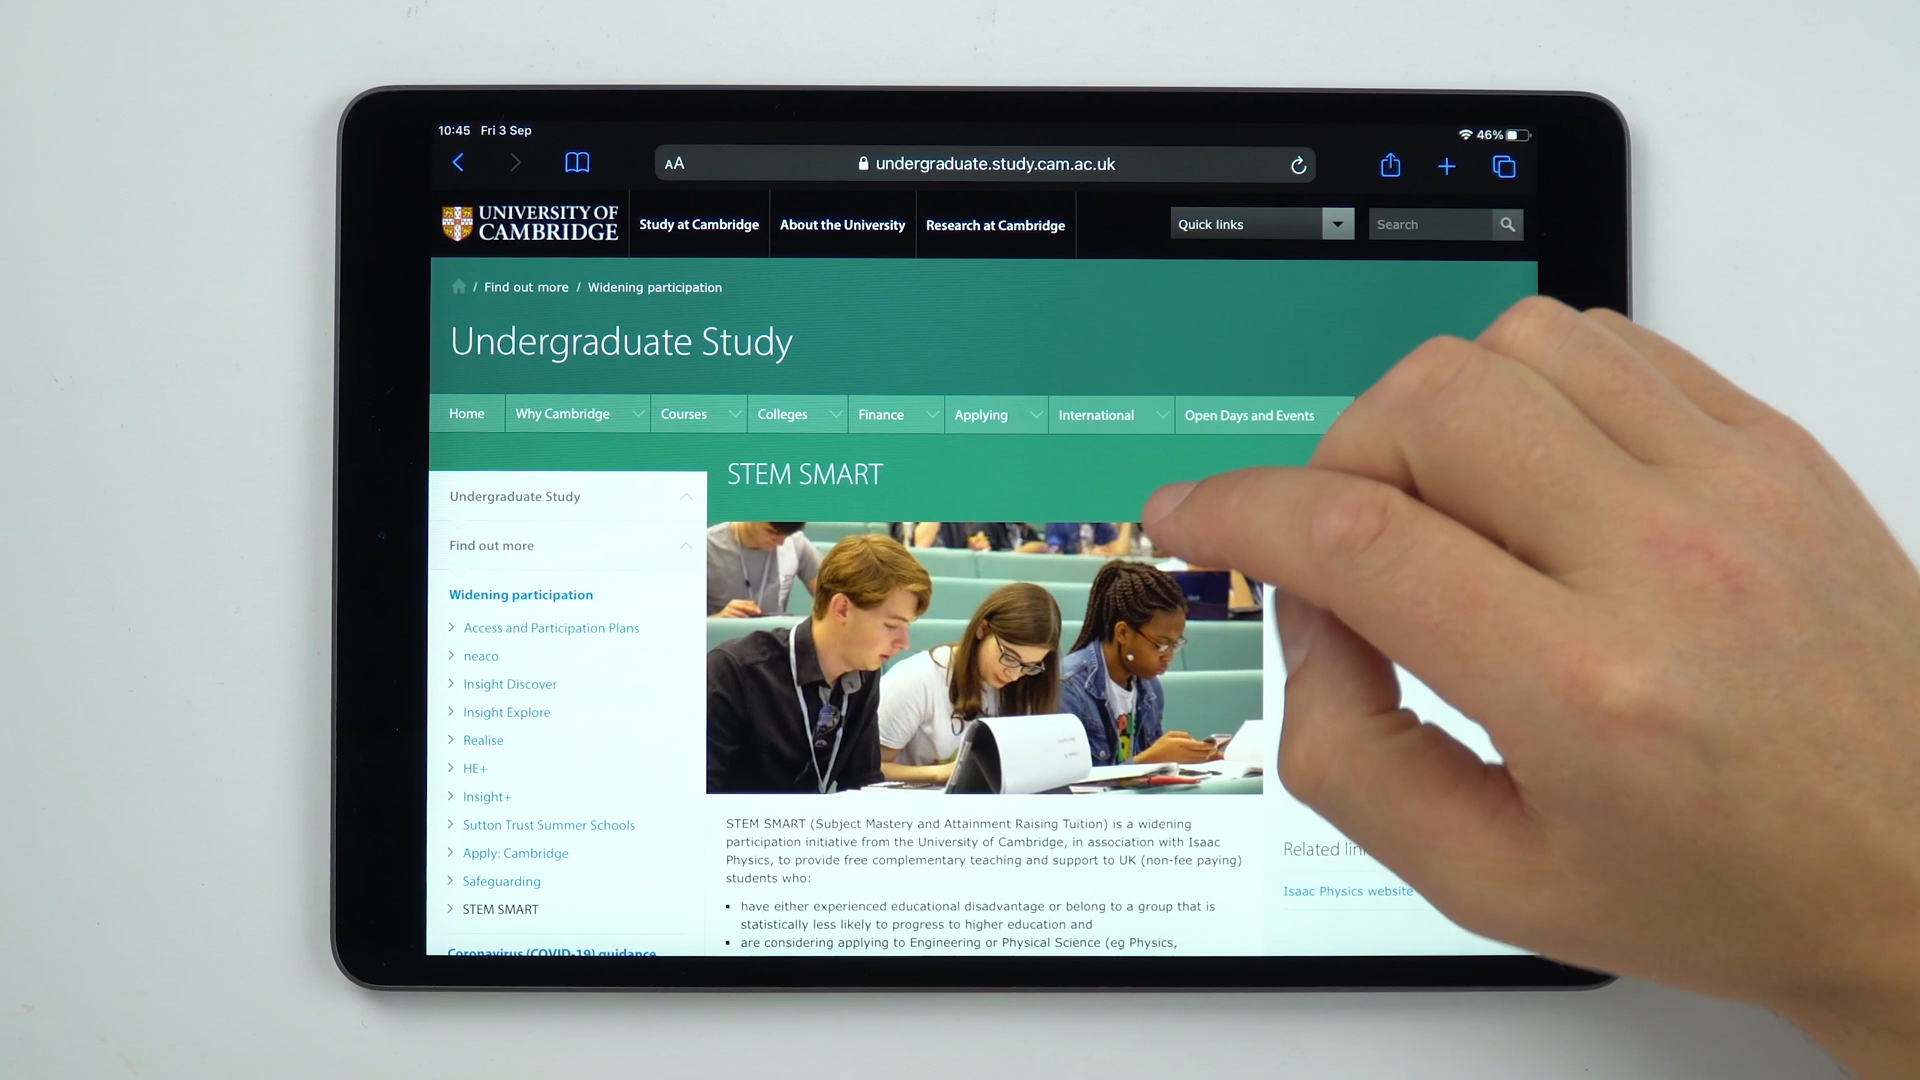 10:45 Fri 3 Sep
46%
AA
undergraduate.study.cam.ac.uk
UNIVERSITY OF
CAMBRIDGE
Study at Cambridge
About the University
Research at Cambridge
Quick links
Search
/ Find out more / Widening participation
Undergraduate Study
Home
Why Cambridge
Courses
Colleges
Finance
Applying
International
Open Days and Events
Undergraduate Study
Find out more
Widening participation
Access and Participation Plans
neaco
Insight Discover
Insight Explore
Realise
HE+
Insight+
Sutton Trust Summer Schools
Apply: Cambridge
Safeguarding
STEM SMART
Coronavirus (COVID-19) guidance
STEM SMART
STEM SMART (Subject Mastery and Attainment Raising Tuition) is a widening
participation initiative from the University of Cambridge, in association with Isaac
Physics, to provide free complementary teaching and support to UK (non-fee paying)
students who:
have either experienced educational disadvantage or belong to a group that is
statistically less likely to progress to higher education and
are considering applying to Engineering or Physical Science (eg Physics,
Related
Isaac Physics website